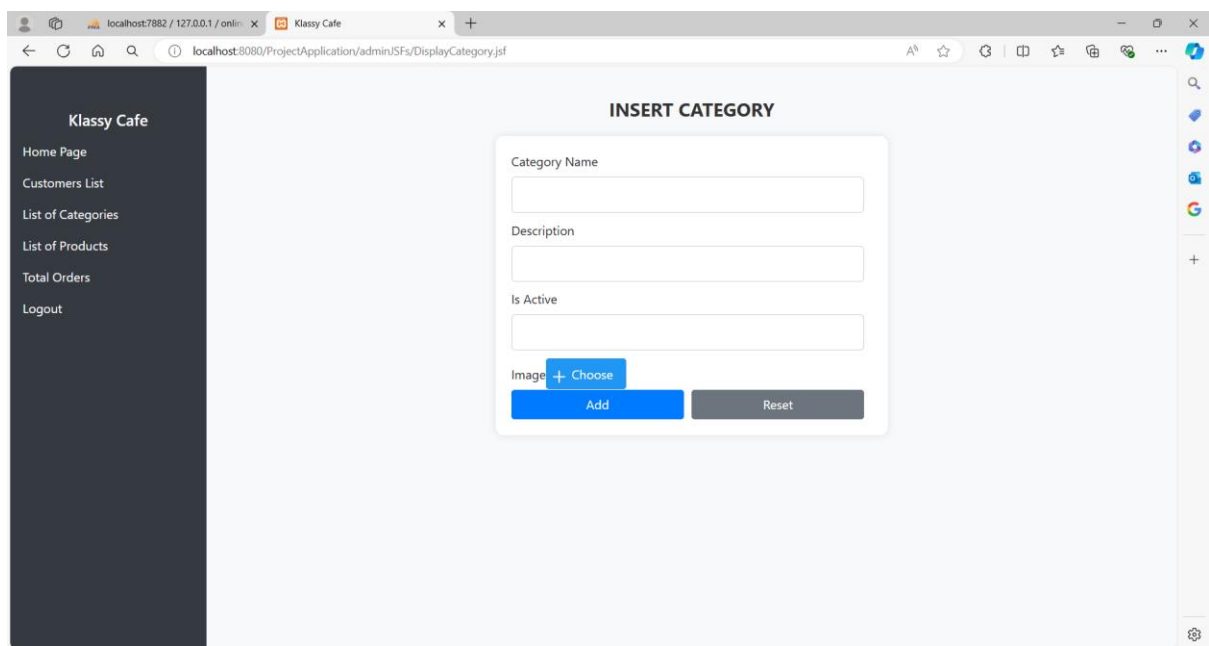 localhost:7882 / 127.0.0.1 / onlin
Klassy Cafe
localhost:8080/ProjectApplication/adminJSFs/DisplayCategory.jsf
Klassy Cafe
Home Page
Customers List
List of Categories
List of Products
Total Orders
Logout
INSERT CATEGORY
Category Name
Description
Is Active
Image + Choose
Add Reset